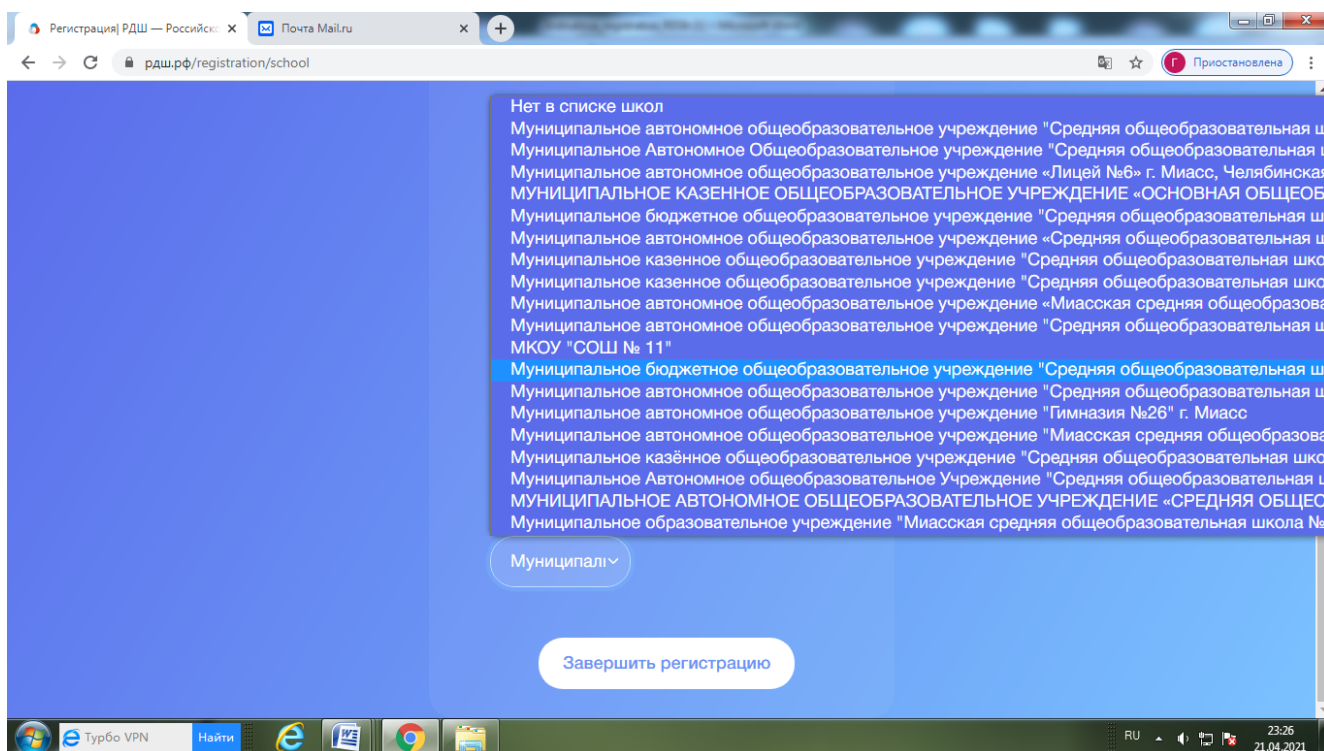 Регистрация| РДШ — Российск
Почта Mail.ru
рдш.рф/registration/school
Г Приостановлена
Нет в списке школ
Муниципальное автономное общеобразовательное учреждение "Средняя общеобразовательная ш
Муниципальное Автономное Общеобразовательное учреждение "Средняя общеобразовательная
Муниципальное автономное общеобразовательное учреждение «Лицей №6» г. Миасс, Челябинская
МУНИЦИПАЛЬНОЕ КАЗЕННОЕ ОБЩЕОБРАЗОВАТЕЛЬНОЕ УЧРЕЖДЕНИЕ «ОСНОВНАЯ ОБЩЕОБ
Муниципальное бюджетное общеобразовательное учреждение "Средняя общеобразовательная ш
Муниципальное автономное общеобразовательное учреждение «Средняя общеобразовательная ш
Муниципальное казенное общеобразовательное учреждение "Средняя общеобразовательная шко
Муниципальное казенное общеобразовательное учреждение "Средняя общеобразовательная шко
Муниципальное автономное общеобразовательное учреждение «Миасская средняя общеобразова
Муниципальное автономное общеобразовательное учреждение "Средняя общеобразовательная ш
МКОУ "СОШ № 11"
Муниципальное бюджетное общеобразовательное учреждение "Средняя общеобразовательная ш
Муниципальное автономное общеобразовательное учреждение "Средняя общеобразовательная ш
Муниципальное автономное общеобразовательное учреждение "Гимназия №26" г. Миасс
Муниципальное автономное общеобразовательное учреждение "Миасская средняя общеобразова
Муниципальное казённое общеобразовательное учреждение "Средняя общеобразовательная шко
Муниципальное Автономное общеобразовательное Учреждение "Средняя общеобразовательная
МУНИЦИПАЛЬНОЕ АВТОНОМНОЕ ОБЩЕОБРАЗОВАТЕЛЬНОЕ УЧРЕЖДЕНИЕ «СРЕДНЯЯ ОБЩЕО
Муниципальное образовательное учреждение "Миасская средняя общеобразовательная школа №
Муниципал
Завершить регистрацию
Турбо VPN
Найти
RU
23:26
21.04.2021